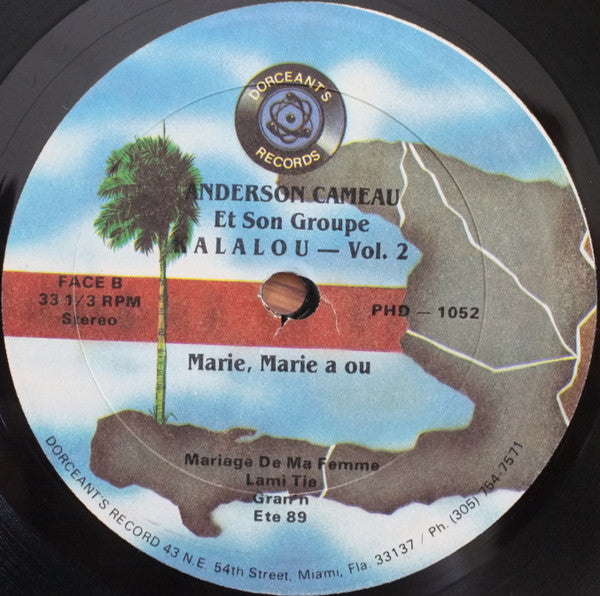 DORCEANT'S
RECORDS
ANDERSON CAMEAU
Et Son Groupe
KALALOU — Vol. 2
FACE B
33 1/3 RPM
Stereo
PHD — 1052
Marie, Marie a ou
Mariage De Ma Femme
Lami Tie
Gran'n
Ete 89
DORCEANT'S RECORD 43 N.E. 54th Street, Miami, Fla. 33137 / Ph. (305) 754-7571